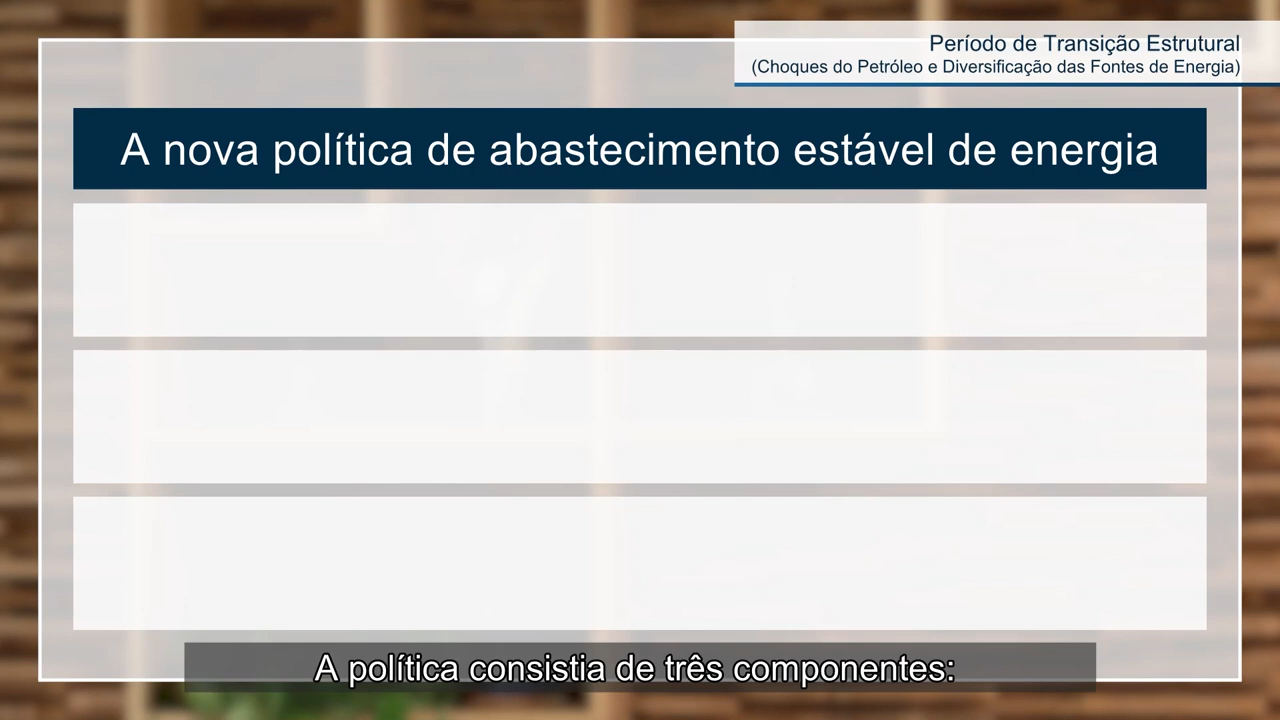 Período de Transição Estrutural
(Choques do Petróleo e Diversificação das Fontes de Energia)
A nova política de abastecimento estável de energia
A política consistia de três componentes: